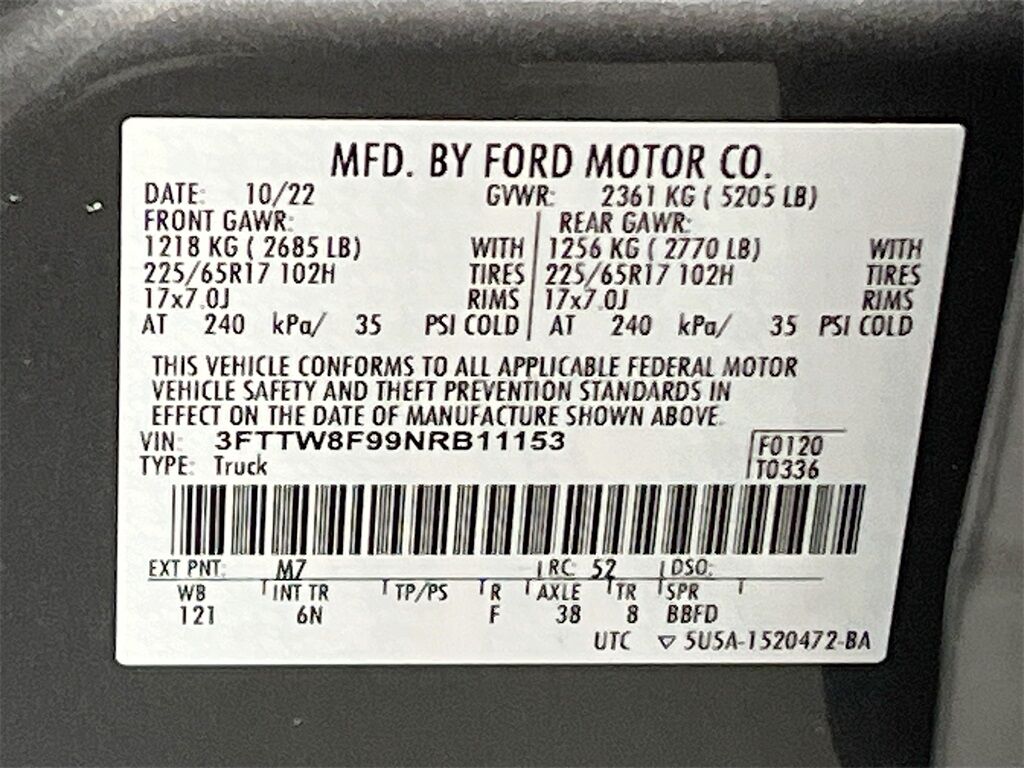 MFD. BY FORD MOTOR CO.
DATE: 10/22 GVWR: 2361 KG ( 5205 LB)
FRONT GAWR: REAR GAWR:
1218 KG ( 2685 LB) WITH 1256 KG ( 2770 LB) WITH
225/65R17 102H TIRES 225/65R17 102H TIRES
17x7.0J RIMS 17x7.0J RIMS
AT 240 kPa/ 35 PSI COLD AT 240 kPa/ 35 PSI COLD
THIS VEHICLE CONFORMS TO ALL APPLICABLE FEDERAL MOTOR
VEHICLE SAFETY AND THEFT PREVENTION STANDARDS IN
EFFECT ON THE DATE OF MANUFACTURE SHOWN ABOVE.
VIN: 3FTTW8F99NRB11153 F0120
TYPE: Truck T0336
EXT PNT: M7 RC: 52 DSO:
WB INT TR TP/PS R AXLE TR SPR
121 6N F 38 8 BBFD
UTC ▽ 5U5A-1520472-BA